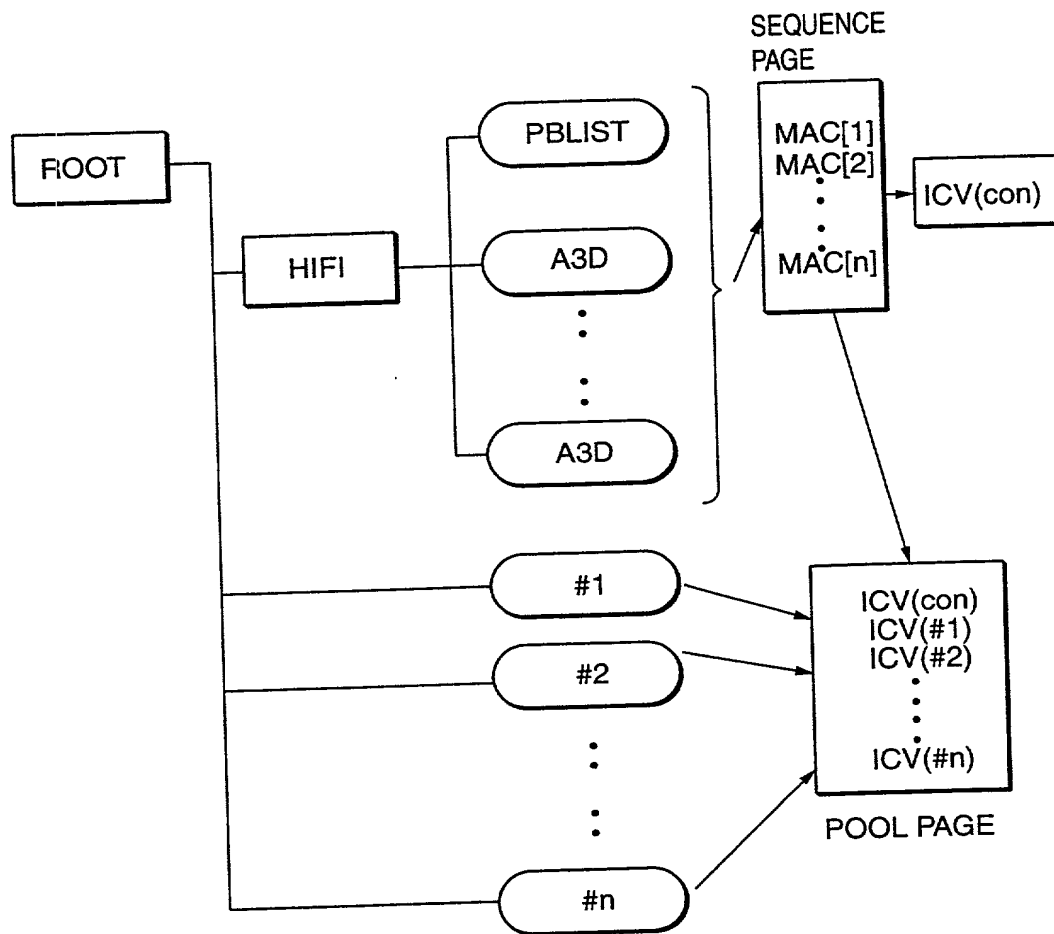 SEQUENCE
PAGE
ROOT
PBLIST
MAC[1]
MAC[2]
MAC[n]
ICV(con)
HIFI
A3D
A3D
#1
#2
#n
ICV(con)
ICV(#1)
ICV(#2)
ICV(#n)
POOL PAGE